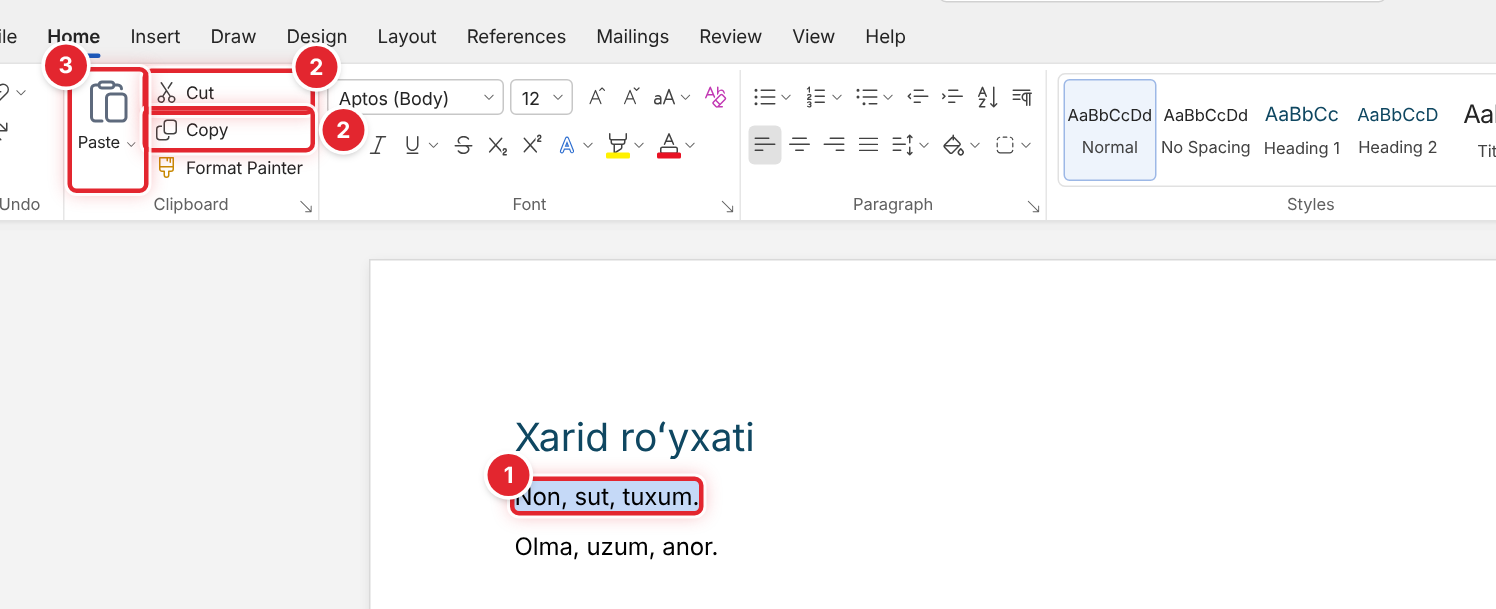 ile Home Insert Draw Design Layout References Mailings Review View Help
3 2
Cut
Aptos (Body) 12
Copy 2
Paste
Format Painter
AaBbCcDd AaBbCcDd AaBbCc AaBbCcD Aal
Normal No Spacing Heading 1 Heading 2 Tit
Undo Clipboard Font Paragraph Styles
Xarid roʻyxati
1
Non, sut, tuxum.
Olma, uzum, anor.